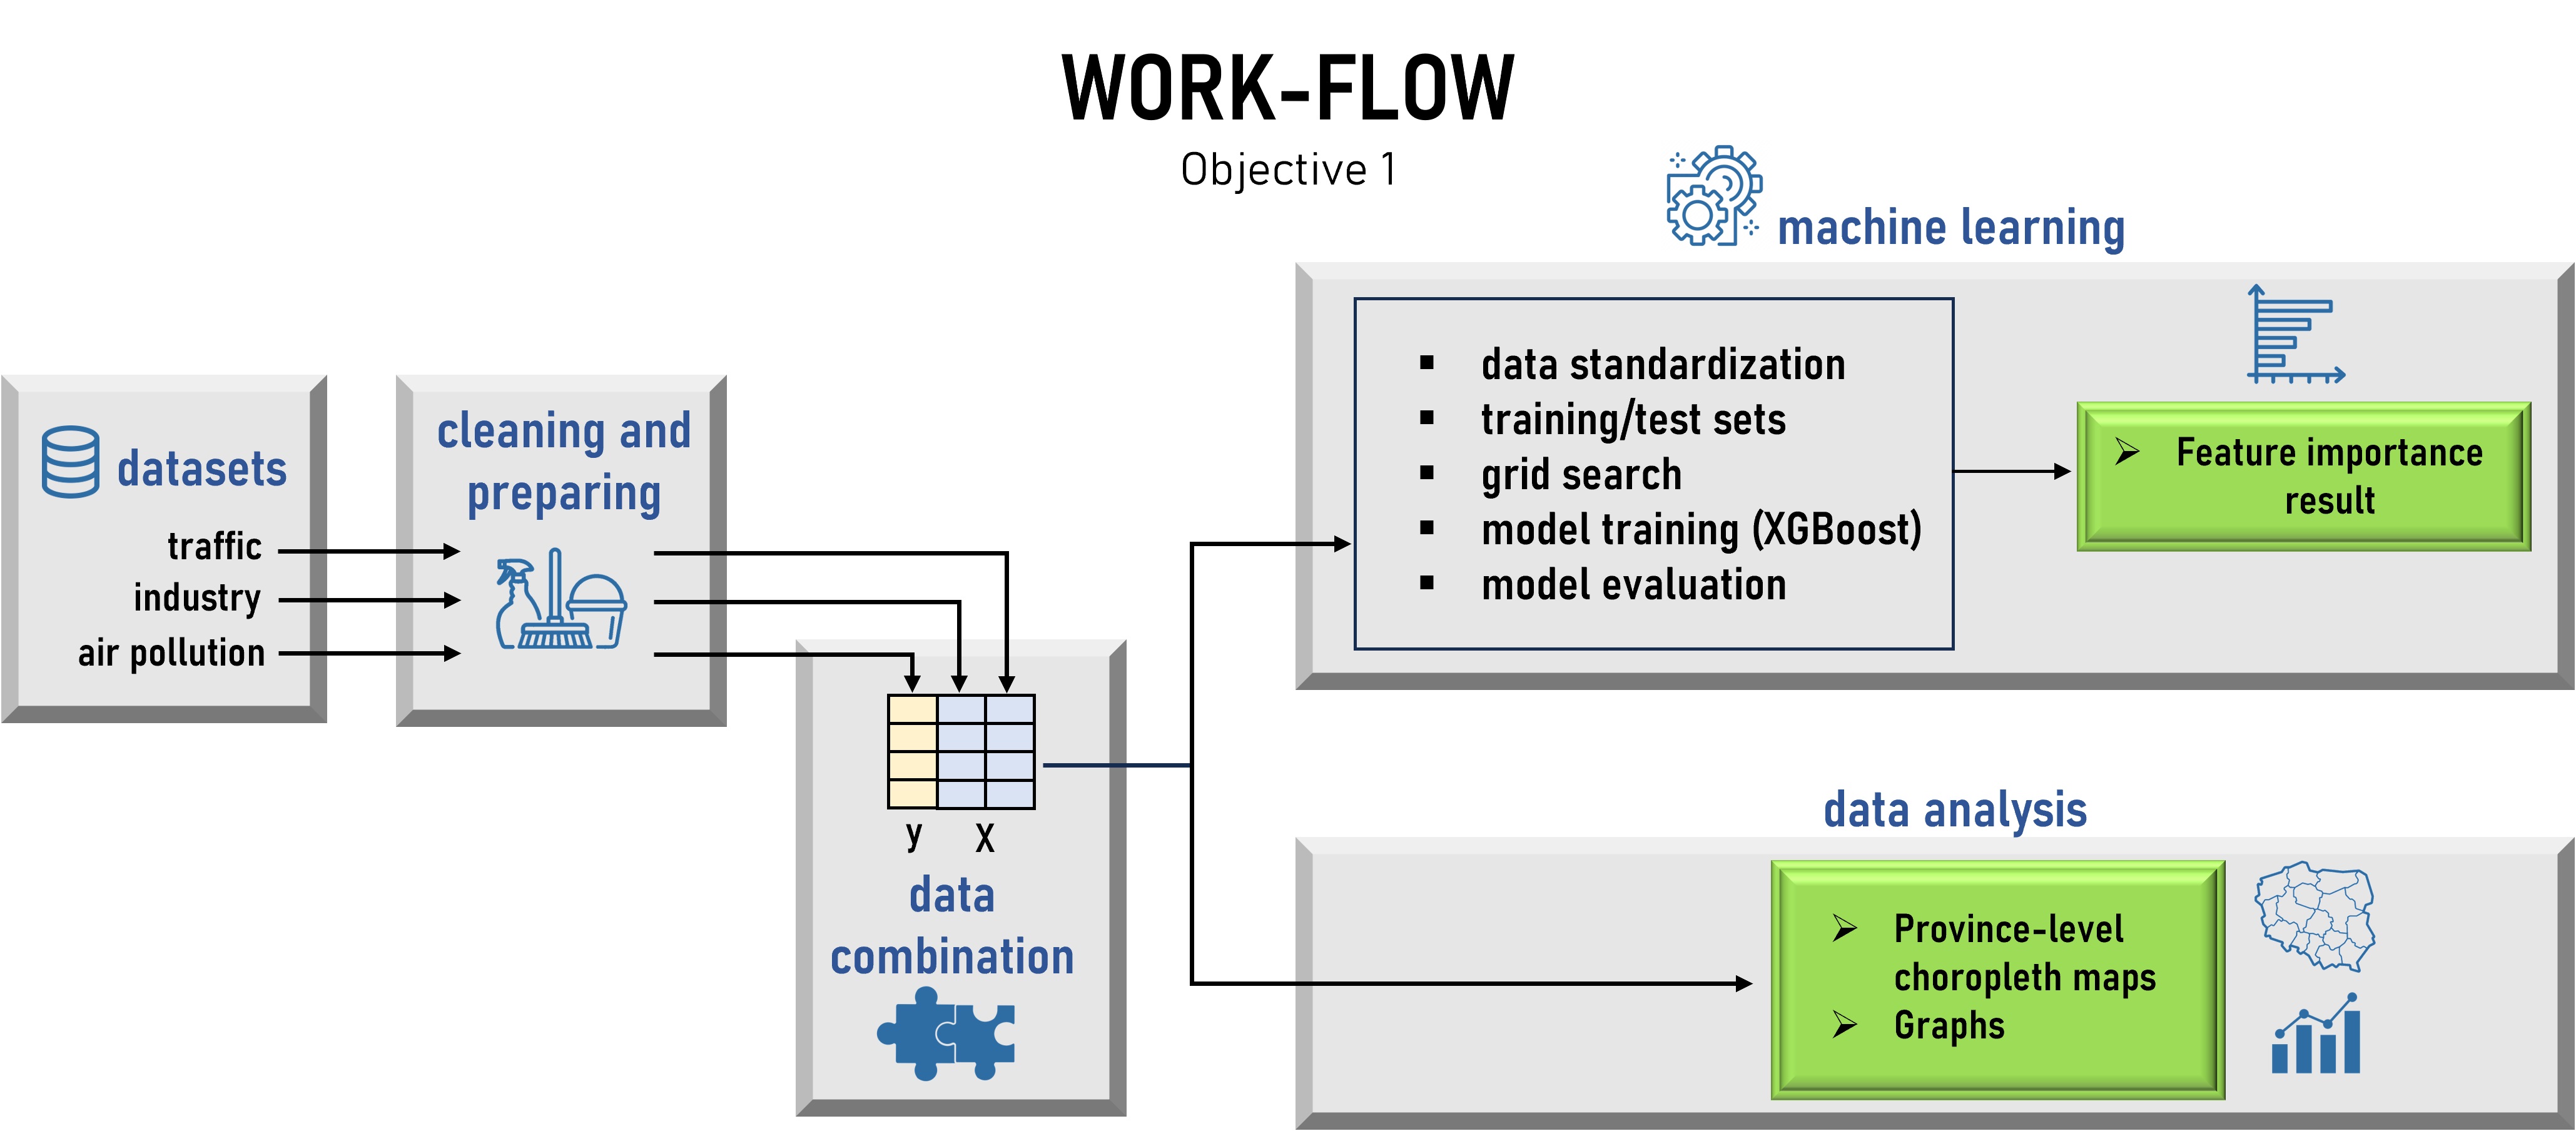 WORK-FLOW
Objective 1
datasets
traffic
industry
air pollution
cleaning and
preparing
y X
data
combination
machine learning
data standardization
training/test sets
grid search
model training (XGBoost)
model evaluation
Feature importance
result
data analysis
Province-level
choropleth maps
Graphs